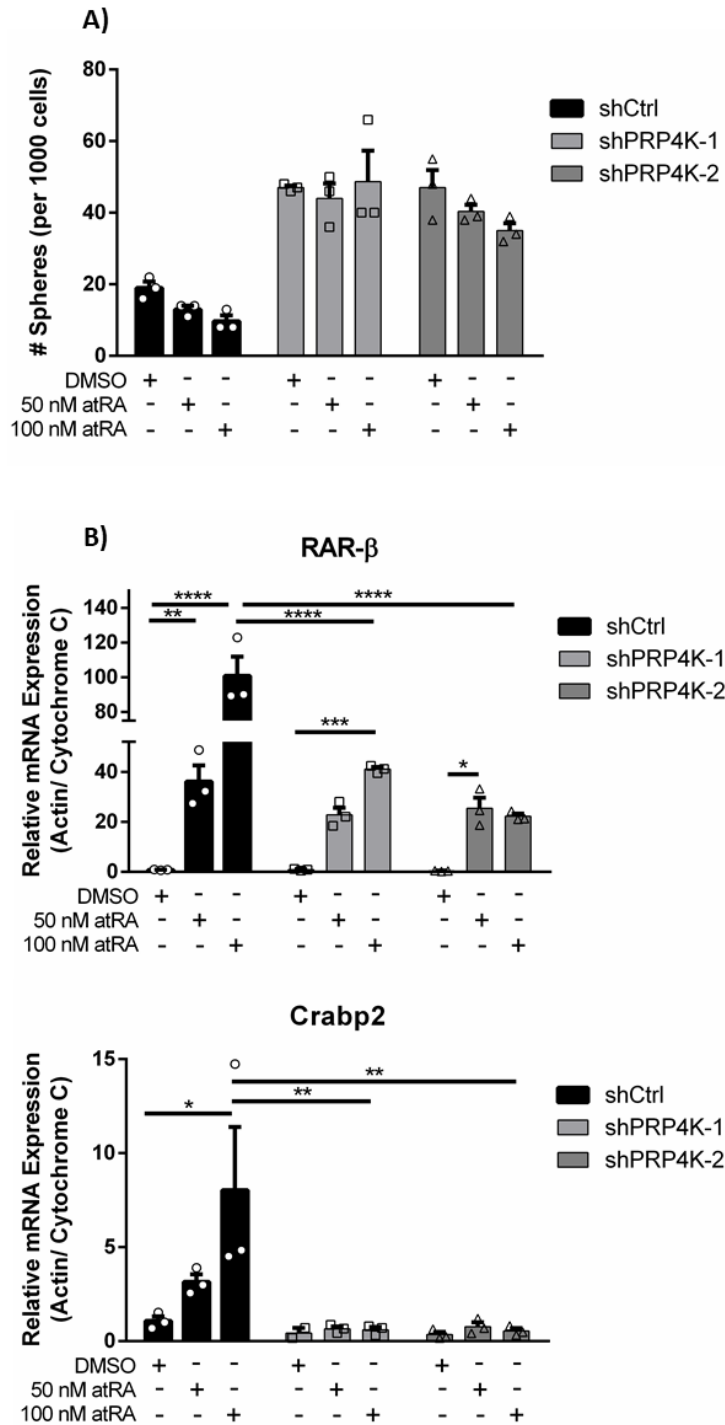 A)
# Spheres (per 1000 cells)
80
60
40
20
0
shCtrl
shPRP4K-1
shPRP4K-2
DMSO + - - + - - + - -
50 nM atRA - + - - + - - + -
100 nM atRA - - + - - + - - +
B)
RAR-β
Relative mRNA Expression
(Actin/ Cytochrome C)
140
120
100
80
40
20
0
**** **** ****
**
***
*
shCtrl
shPRP4K-1
shPRP4K-2
DMSO + - - + - - + - -
50 nM atRA - + - - + - - + -
100 nM atRA - - + - - + - - +
Crabp2
Relative mRNA Expression
(Actin/ Cytochrome C)
15
10
5
0
**
**
*
shCtrl
shPRP4K-1
shPRP4K-2
DMSO + - - + - - + - -
50 nM atRA - + - - + - - + -
100 nM atRA - - + - - + - - +